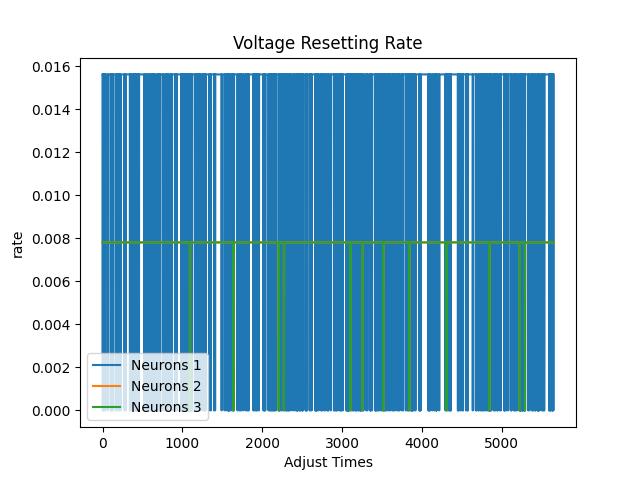 Voltage Resetting Rate
0.016
0.014
0.012
0.010
0.008
0.006
0.004
0.002
0.000
rate
Neurons 1
Neurons 2
Neurons 3
0 1000 2000 3000 4000 5000
Adjust Times